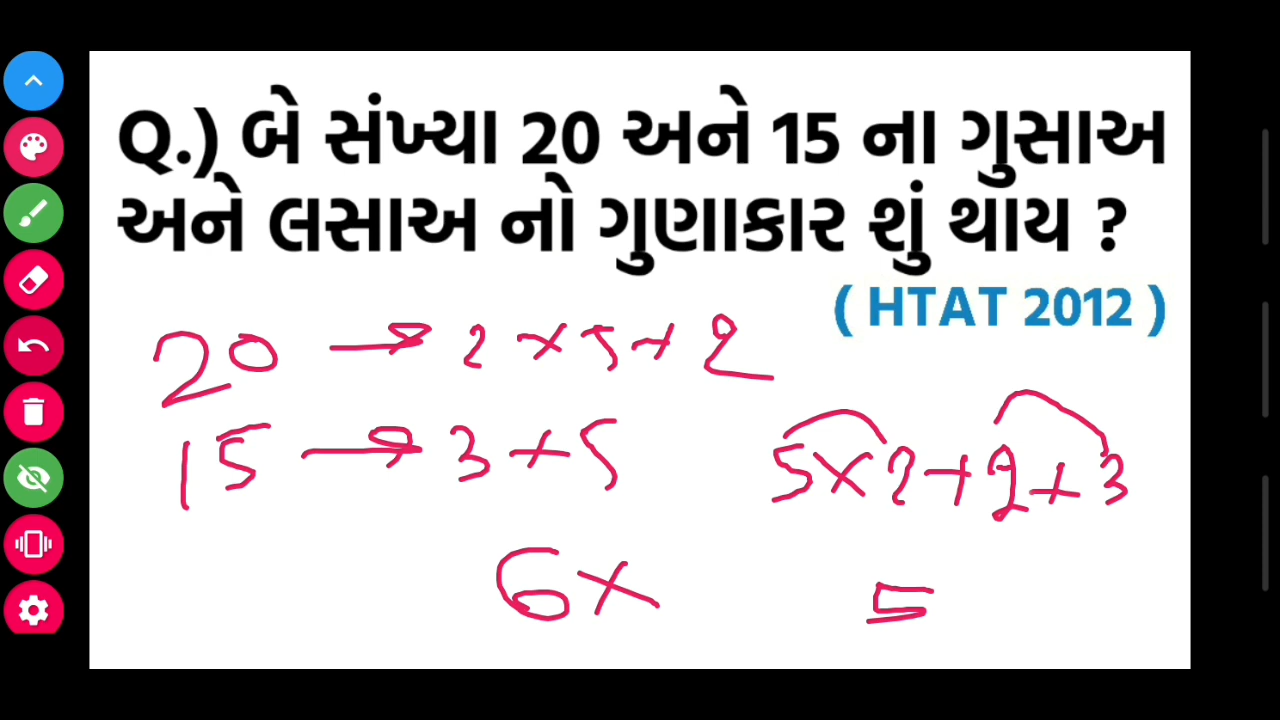 Q.) બે સંખ્યા 20 અને 15 ના ગુસાઅ
અને લસાઅ નો ગુણાકાર શું થાય ?
( HTAT 2012 )
20 → 2 × 5 × 2
15 → 3 × 5
5 × 2 × 2 × 3
6 ×
5